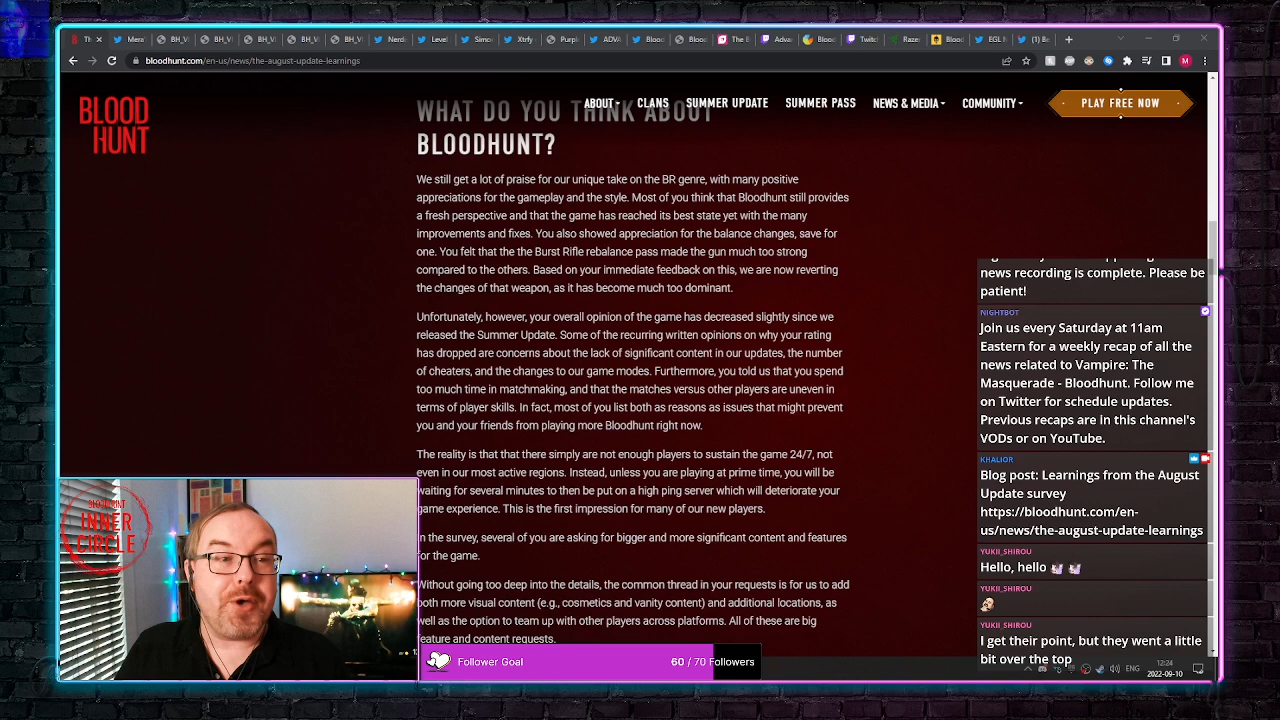 Th
Mera
BH_V
BH_V
BH_V
BH_V
BH_V
Nerd
Level
Simo
Xtrfy
Purpl
ADVA
Blood
Blood
The B
Adva
Bloo
Twitch
Razer
Blood
EGL N
(1) B
bloodhunt.com/en-us/news/the-august-update-learnings
BLOOD
HUNT
ABOUT
CLANS
SUMMER UPDATE
SUMMER PASS
NEWS & MEDIA
COMMUNITY
PLAY FREE NOW
WHAT DO YOU THINK ABOUT
BLOODHUNT?
We still get a lot of praise for our unique take on the BR genre, with many positive
appreciations for the gameplay and the style. Most of you think that Bloodhunt still provides
a fresh perspective and that the game has reached its best state yet with the many
improvements and fixes. You also showed appreciation for the balance changes, save for
one. You felt that the the Burst Rifle rebalance pass made the gun much too strong
compared to the others. Based on your immediate feedback on this, we are now reverting
the changes of that weapon, as it has become much too dominant.
Unfortunately, however, your overall opinion of the game has decreased slightly since we
released the Summer Update. Some of the recurring written opinions on why your rating
has dropped are concerns about the lack of significant content in our updates, the number
of cheaters, and the changes to our game modes. Furthermore, you told us that you spend
too much time in matchmaking, and that the matches versus other players are uneven in
terms of player skills. In fact, most of you list both as reasons as issues that might prevent
you and your friends from playing more Bloodhunt right now.
The reality is that that there simply are not enough players to sustain the game 24/7, not
even in our most active regions. Instead, unless you are playing at prime time, you will be
waiting for several minutes to then be put on a high ping server which will deteriorate your
game experience. This is the first impression for many of our new players.
In the survey, several of you are asking for bigger and more significant content and features
for the game.
Without going too deep into the details, the common thread in your requests is for us to add
both more visual content (e.g., cosmetics and vanity content) and additional locations, as
well as the option to team up with other players across platforms. All of these are big
feature and content requests.
news recording is complete. Please be
patient!
NIGHTBOT
Join us every Saturday at 11am
Eastern for a weekly recap of all the
news related to Vampire: The
Masquerade - Bloodhunt. Follow me
on Twitter for schedule updates.
Previous recaps are in this channel's
VODs or on YouTube.
KHALIOR
Blog post: Learnings from the August
Update survey
https://bloodhunt.com/en-
us/news/the-august-update-learnings
YUKII_SHIROU
Hello, hello
YUKII_SHIROU
YUKII_SHIROU
I get their point, but they went a little
bit over the top
BLOODHUNT
INNER
CIRCLE
Follower Goal
60 / 70 Followers
ENG
12:24
2022-09-10